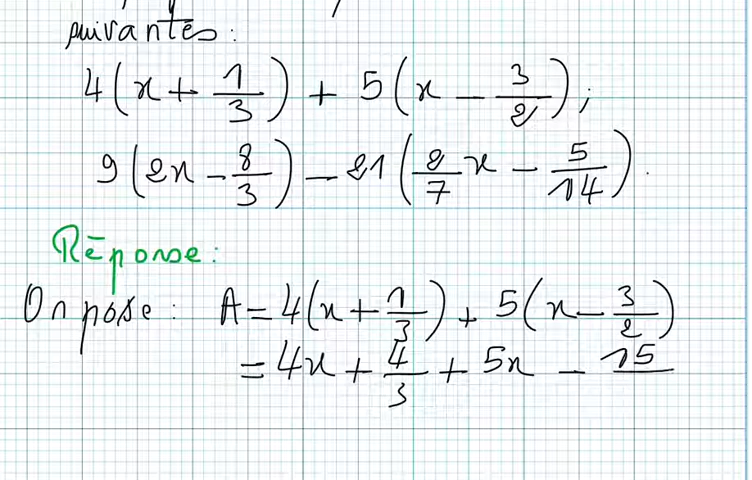 suivantes:
4(x + 1/3) + 5(x - 3/2);
9(2x - 8/3) - 21(2/7 x - 5/14).
Réponse:
On pose: A = 4(x + 1/3) + 5(x - 3/2)
= 4x + 4/3 + 5x - 15/